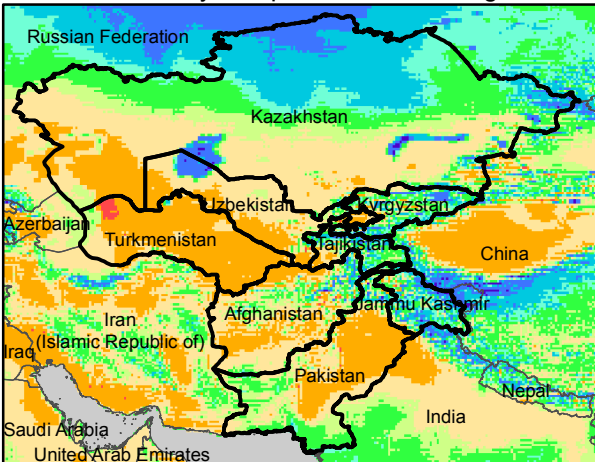 Russian Federation
Kazakhstan
Uzbekistan
Kyrgyzstan
Azerbaijan
Turkmenistan
Tajikistan
China
Afghanistan
Jammu Kashmir
Iran
(Islamic Republic of)
Iraq
Pakistan
Nepal
India
Saudi Arabia
United Arab Emirates